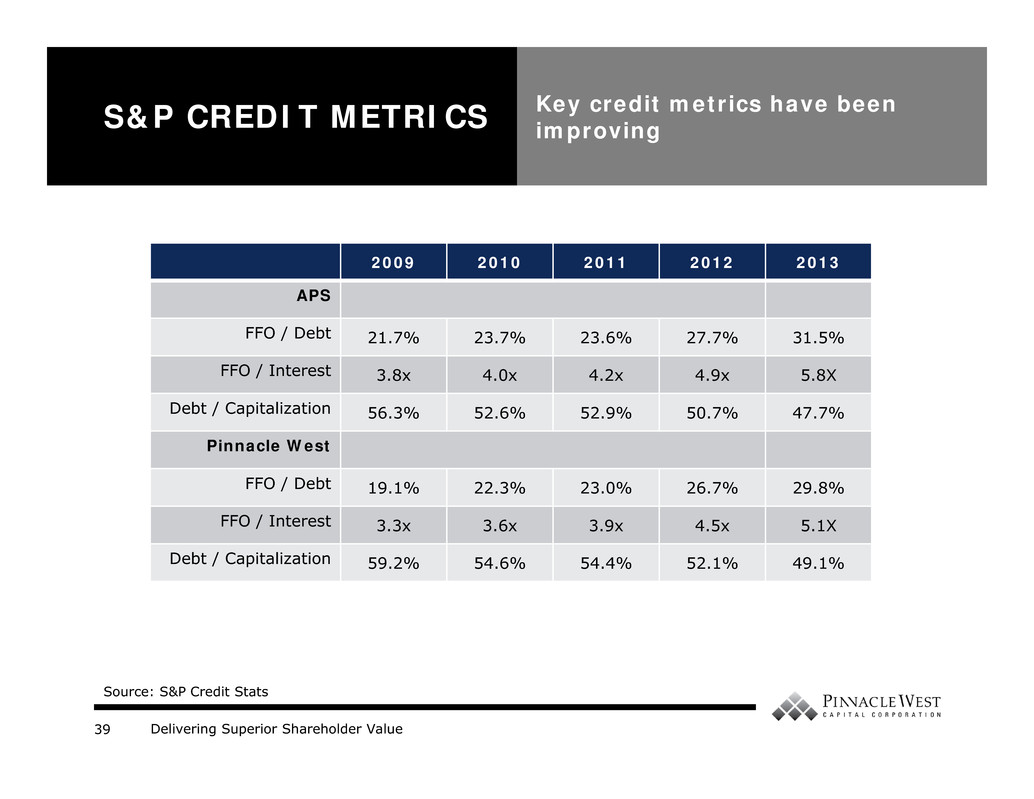 S&P CREDIT METRICS
Key credit metrics have been
improving
2009 2010 2011 2012 2013
APS
FFO / Debt 21.7% 23.7% 23.6% 27.7% 31.5%
FFO / Interest 3.8x 4.0x 4.2x 4.9x 5.8X
Debt / Capitalization 56.3% 52.6% 52.9% 50.7% 47.7%
Pinnacle West
FFO / Debt 19.1% 22.3% 23.0% 26.7% 29.8%
FFO / Interest 3.3x 3.6x 3.9x 4.5x 5.1X
Debt / Capitalization 59.2% 54.6% 54.4% 52.1% 49.1%
Source: S&P Credit Stats
PINNACLE WEST
CAPITAL CORPORATION
39 Delivering Superior Shareholder Value